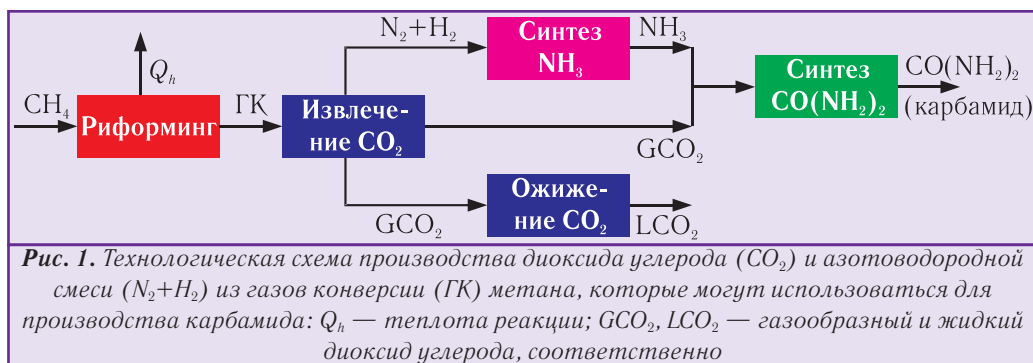 N₂+H₂
Синтез
NH₃
NH₃
Qₕ
CH₄
Риформинг
ГК
Извлече-
ние CO₂
GCO₂
Синтез
CO(NH₂)₂
CO(NH₂)₂
(карбамид)
GCO₂
Ожиже-
ние CO₂
LCO₂
Рис. 1. Технологическая схема производства диоксида углерода (CO₂) и азотоводородной
смеси (N₂+H₂) из газов конверсии (ГК) метана, которые могут использоваться для
производства карбамида: Qₕ — теплота реакции; GCO₂, LCO₂ — газообразный и жидкий
диоксид углерода, соответственно